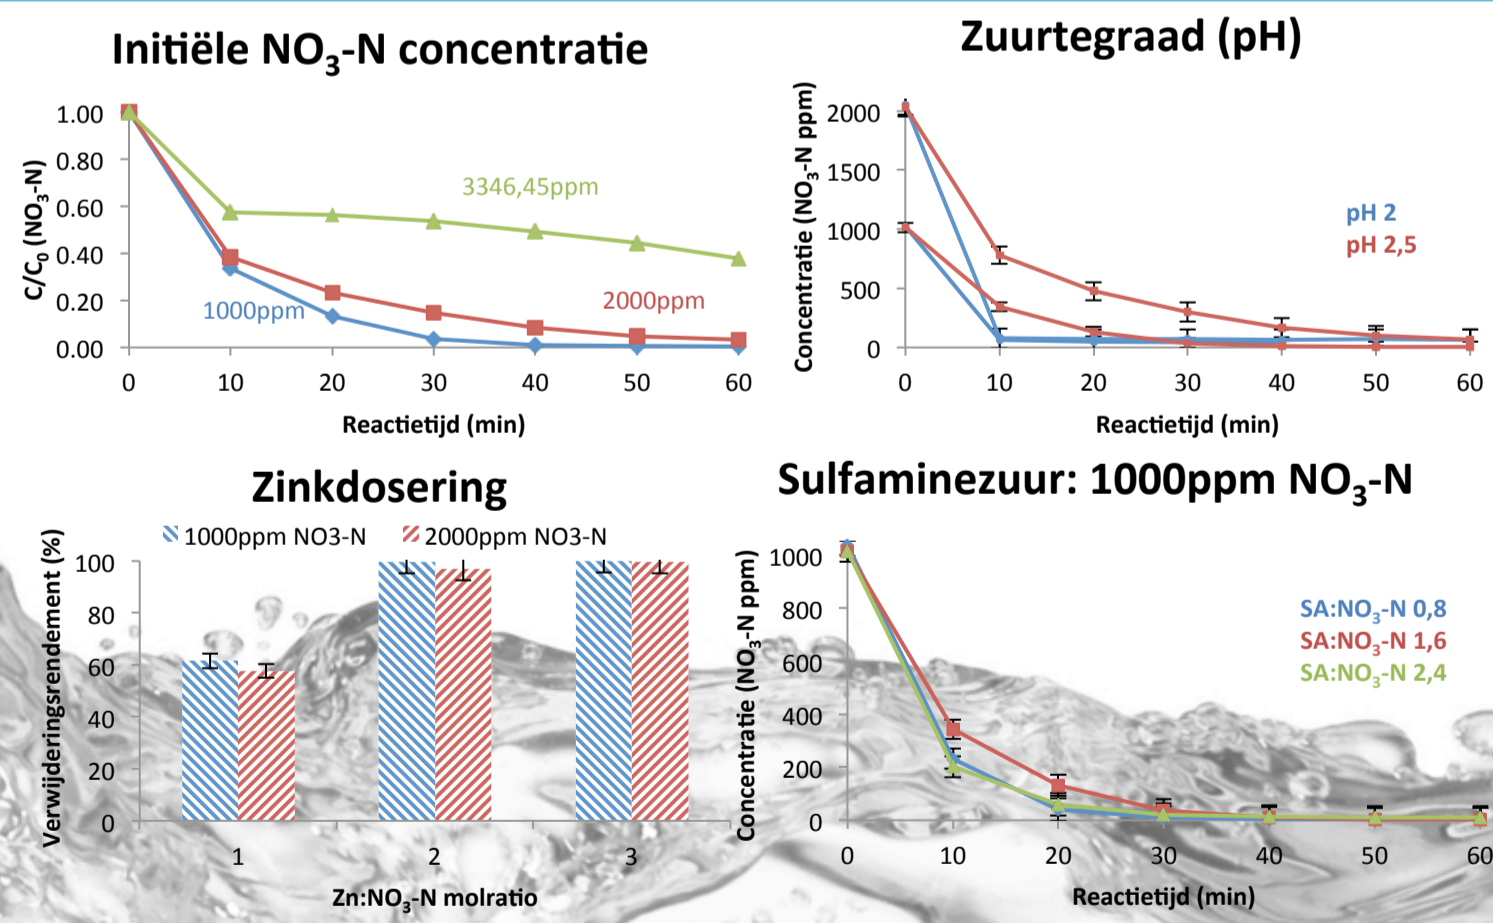 Initiële NO₃-N concentratie
C/C₀ (NO₃-N)
1.00
0.80
0.60
0.40
0.20
0.00
3346,45ppm
2000ppm
1000ppm
0 10 20 30 40 50 60
Reactietijd (min)
Zuurtegraad (pH)
Concentratie (NO₃-N ppm)
2000
1500
1000
500
0
pH 2
pH 2,5
0 10 20 30 40 50 60
Reactietijd (min)
Zinkdosering
1000ppm NO3-N 2000ppm NO3-N
Verwijderingsrendement (%)
100
80
60
40
20
0
1 2 3
Zn:NO₃-N molratio
Sulfaminezuur: 1000ppm NO₃-N
Concentratie (NO₃-N ppm)
1000
800
600
400
200
0
SA:NO₃-N 0,8
SA:NO₃-N 1,6
SA:NO₃-N 2,4
0 10 20 30 40 50 60
Reactietijd (min)